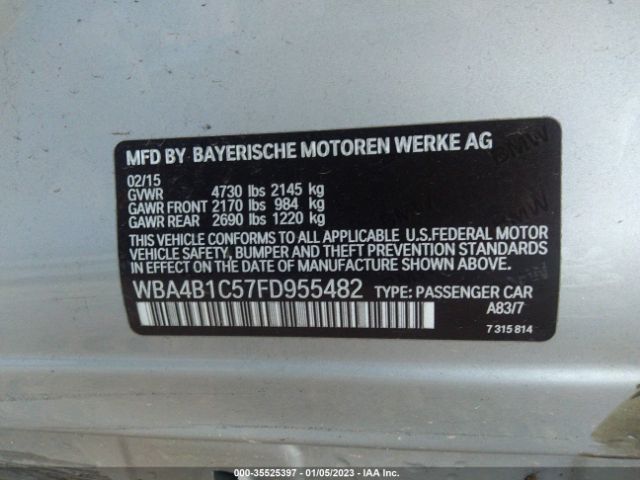 MFD BY BAYERISCHE MOTOREN WERKE AG
02/15
GVWR 4730 lbs 2145 kg
GAWR FRONT 2170 lbs 984 kg
GAWR REAR 2690 lbs 1220 kg
THIS VEHICLE CONFORMS TO ALL APPLICABLE U.S.FEDERAL MOTOR
VEHICLE SAFETY, BUMPER AND THEFT PREVENTION STANDARDS
IN EFFECT ON THE DATE OF MANUFACTURE SHOWN ABOVE.
WBA4B1C57FD955482 TYPE: PASSENGER CAR
A83/7
7 315 814
BMW
BMW
000-35525397 - 01/05/2023 - IAA Inc.